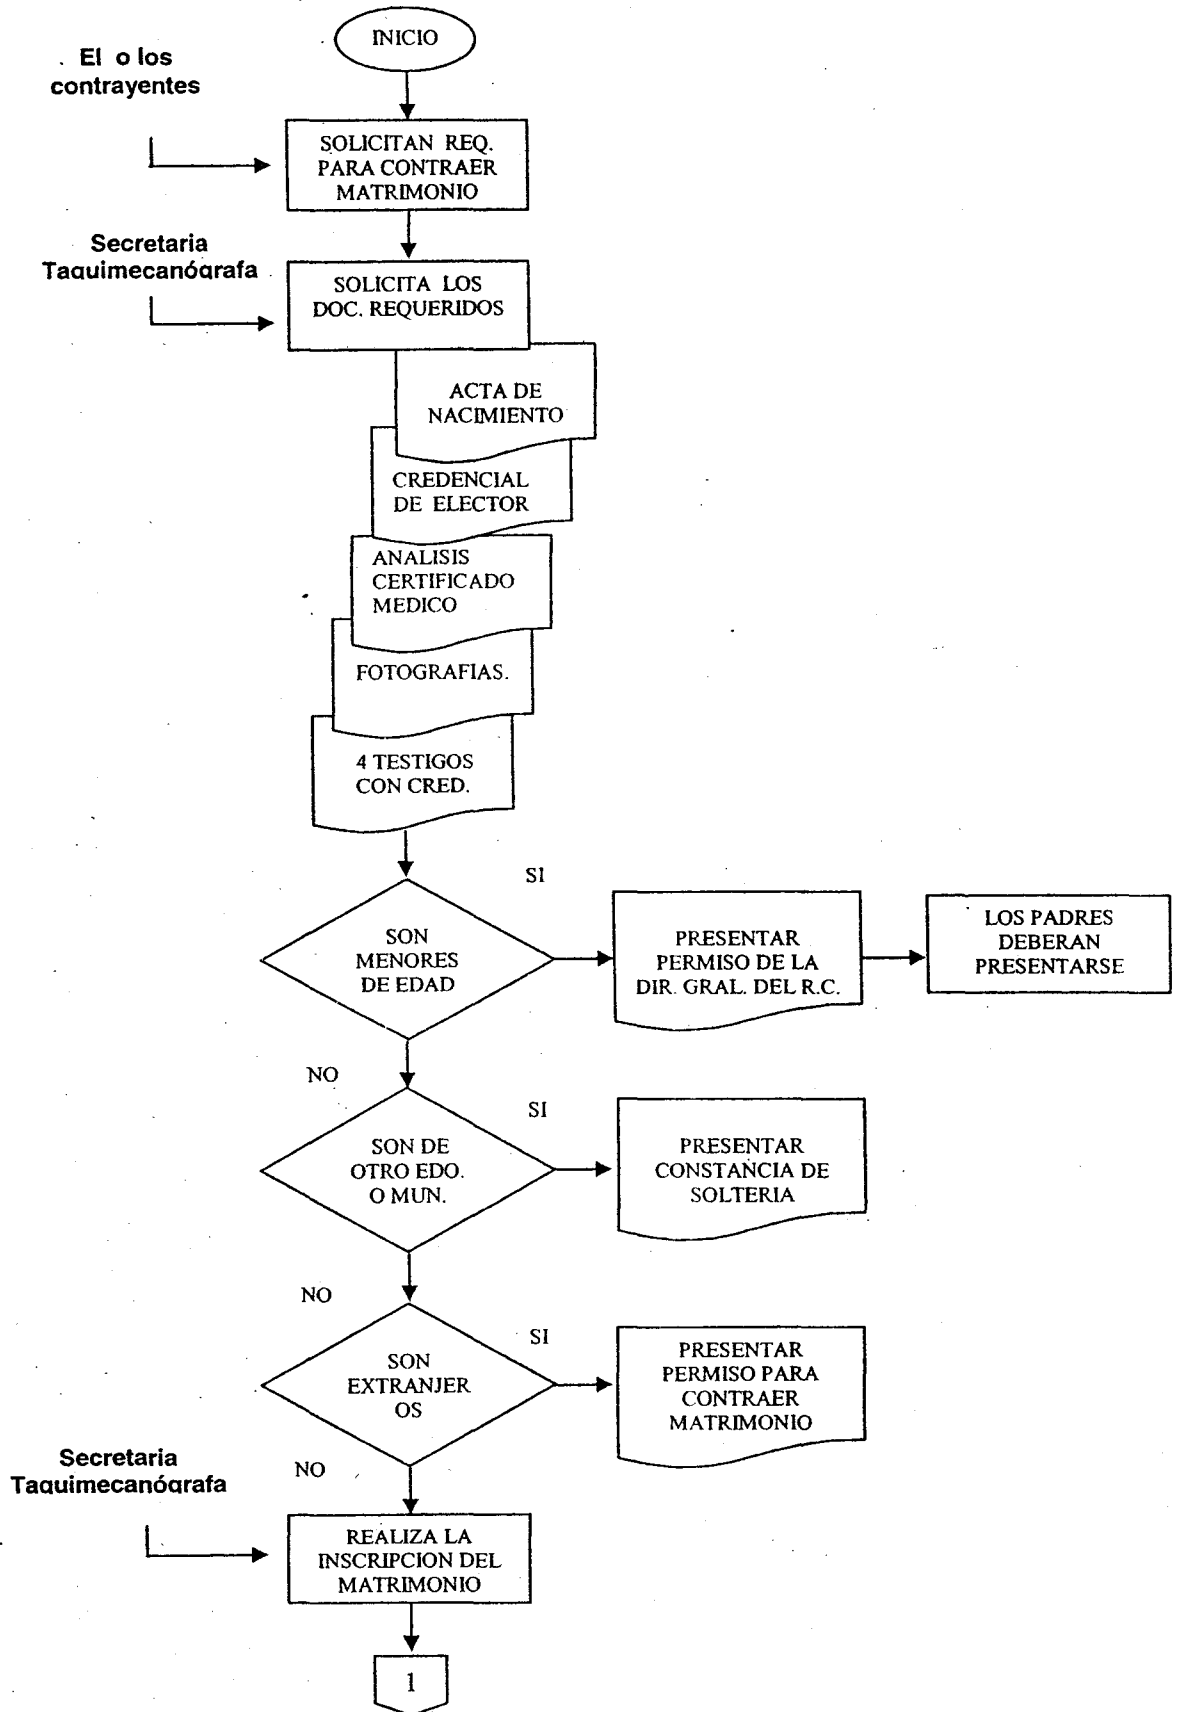 INICIO
El o los
contrayentes
SOLICITAN REQ.
PARA CONTRAER
MATRIMONIO
Secretaria
Taquimecanógrafa
SOLICITA LOS
DOC. REQUERIDOS
ACTA DE
NACIMIENTO
CREDENCIAL
DE ELECTOR
ANALISIS
CERTIFICADO
MEDICO
FOTOGRAFIAS.
4 TESTIGOS
CON CRED.
SON
MENORES
DE EDAD
SI
PRESENTAR
PERMISO DE LA
DIR. GRAL. DEL R.C.
LOS PADRES
DEBERAN
PRESENTARSE
NO
SON DE
OTRO EDO.
O MUN.
SI
PRESENTAR
CONSTANCIA DE
SOLTERIA
NO
SON
EXTRANJER
OS
SI
PRESENTAR
PERMISO PARA
CONTRAER
MATRIMONIO
NO
Secretaria
Taquimecanógrafa
REALIZA LA
INSCRIPCION DEL
MATRIMONIO
1